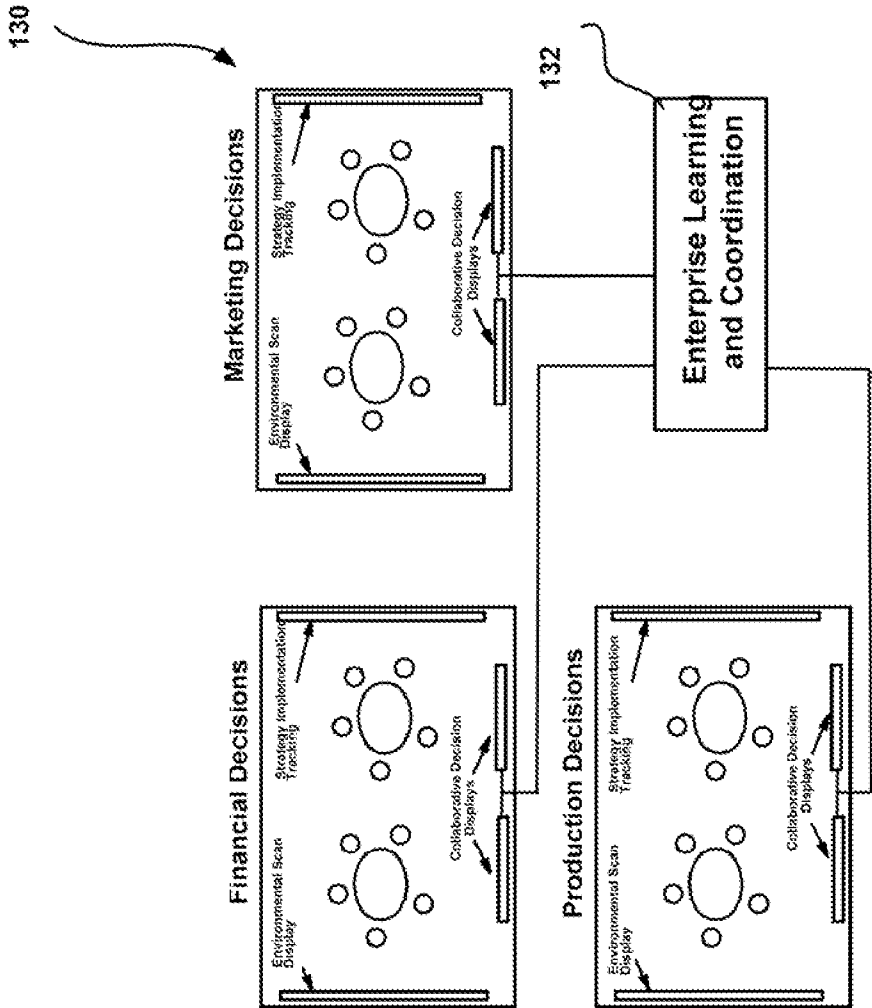 130
Financial Decisions
Environmental Scan
Display
Strategy Implementation
Tracking
Collaborative Decision
Displays
Marketing Decisions
Environmental Scan
Display
Strategy Implementation
Tracking
Collaborative Decision
Displays
Production Decisions
Environmental Scan
Display
Strategy Implementation
Tracking
Collaborative Decision
Displays
132
Enterprise Learning
and Coordination